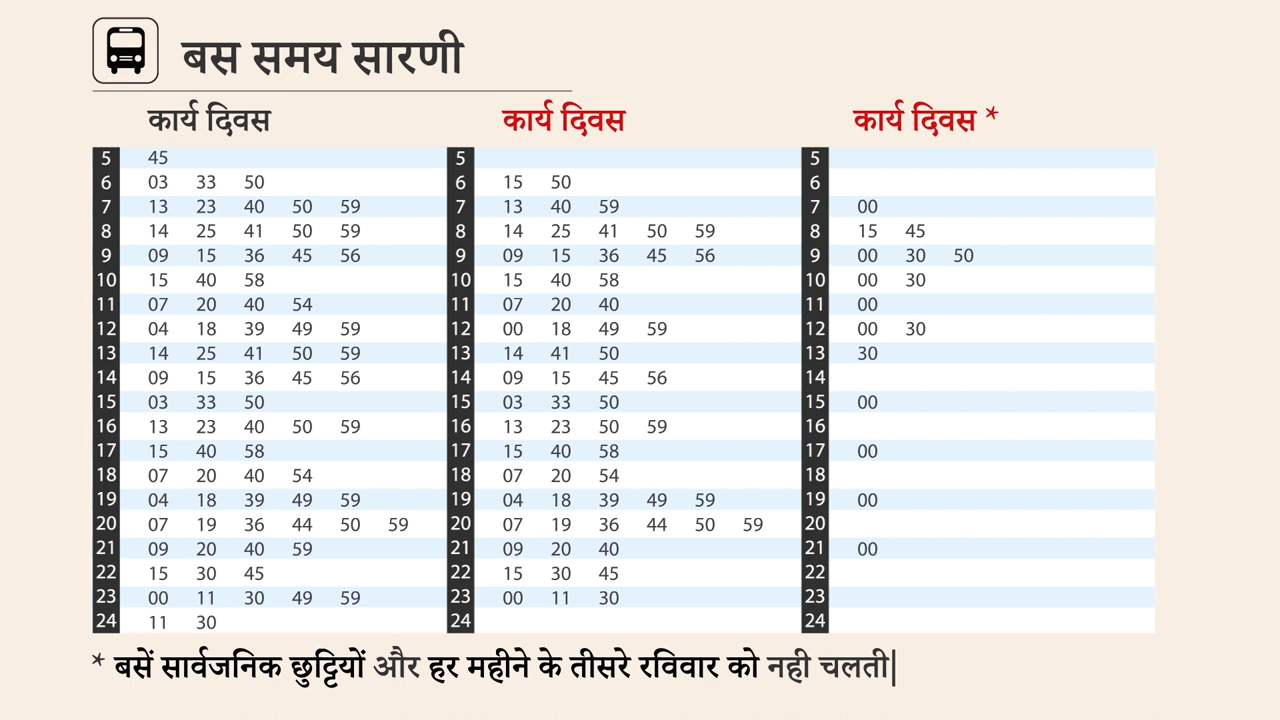 बस समय सारणी
कार्य दिवस कार्य दिवस कार्य दिवस *
5 45 5 5
6 03 33 50 6 15 50 6
7 13 23 40 50 59 7 13 40 59 7 00
8 14 25 41 50 59 8 14 25 41 50 59 8 15 45
9 09 15 36 45 56 9 09 15 36 45 56 9 00 30 50
10 15 40 58 10 15 40 58 10 00 30
11 07 20 40 54 11 07 20 40 11 00
12 04 18 39 49 59 12 00 18 49 59 12 00 30
13 14 25 41 50 59 13 14 41 50 13 30
14 09 15 36 45 56 14 09 15 45 56 14
15 03 33 50 15 03 33 50 15 00
16 13 23 40 50 59 16 13 23 50 59 16
17 15 40 58 17 15 40 58 17 00
18 07 20 40 54 18 07 20 54 18
19 04 18 39 49 59 19 04 18 39 49 59 19 00
20 07 19 36 44 50 59 20 07 19 36 44 50 59 20
21 09 20 40 59 21 09 20 40 21 00
22 15 30 45 22 15 30 45 22
23 00 11 30 49 59 23 00 11 30 23
24 11 30 24 24
* बसें सार्वजनिक छुट्टियों और हर महीने के तीसरे रविवार को नही चलती|